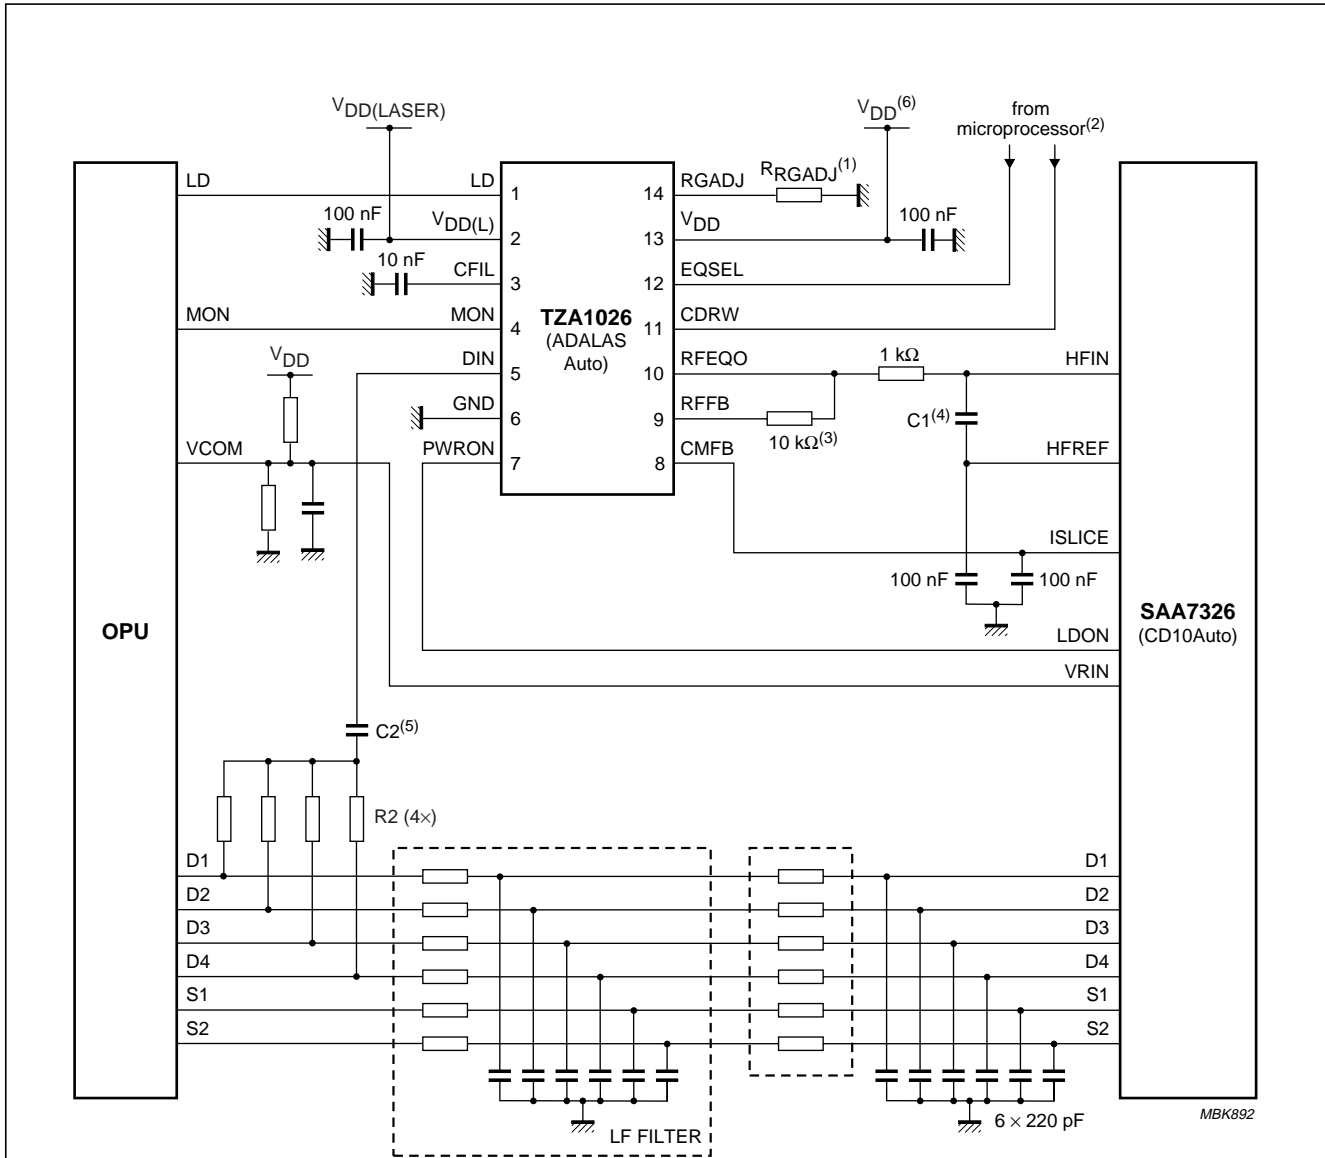 VDD(LASER)
VDD(6)
from
microprocessor(2)
LD
LD
1
14
RGADJ
RRGADJ(1)
100 nF
VDD(L)
2
13
VDD
100 nF
10 nF
CFIL
3
12
EQSEL
MON
MON
4
TZA1026
(ADALAS
Auto)
11
CDRW
VDD
DIN
5
10
RFEQO
1 kΩ
HFIN
GND
6
9
RFFB
10 kΩ(3)
C1(4)
VCOM
PWRON
7
8
CMFB
HFREF
ISLICE
100 nF
100 nF
OPU
SAA7326
(CD10Auto)
LDON
VRIN
C2(5)
R2 (4×)
D1
D1
D2
D2
D3
D3
D4
D4
S1
S1
S2
S2
6 × 220 pF
LF FILTER
MBK892